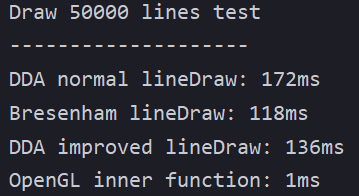 Draw 50000 lines test
--------------------
DDA normal lineDraw: 172ms
Bresenham lineDraw: 118ms
DDA improved lineDraw: 136ms
OpenGL inner function: 1ms